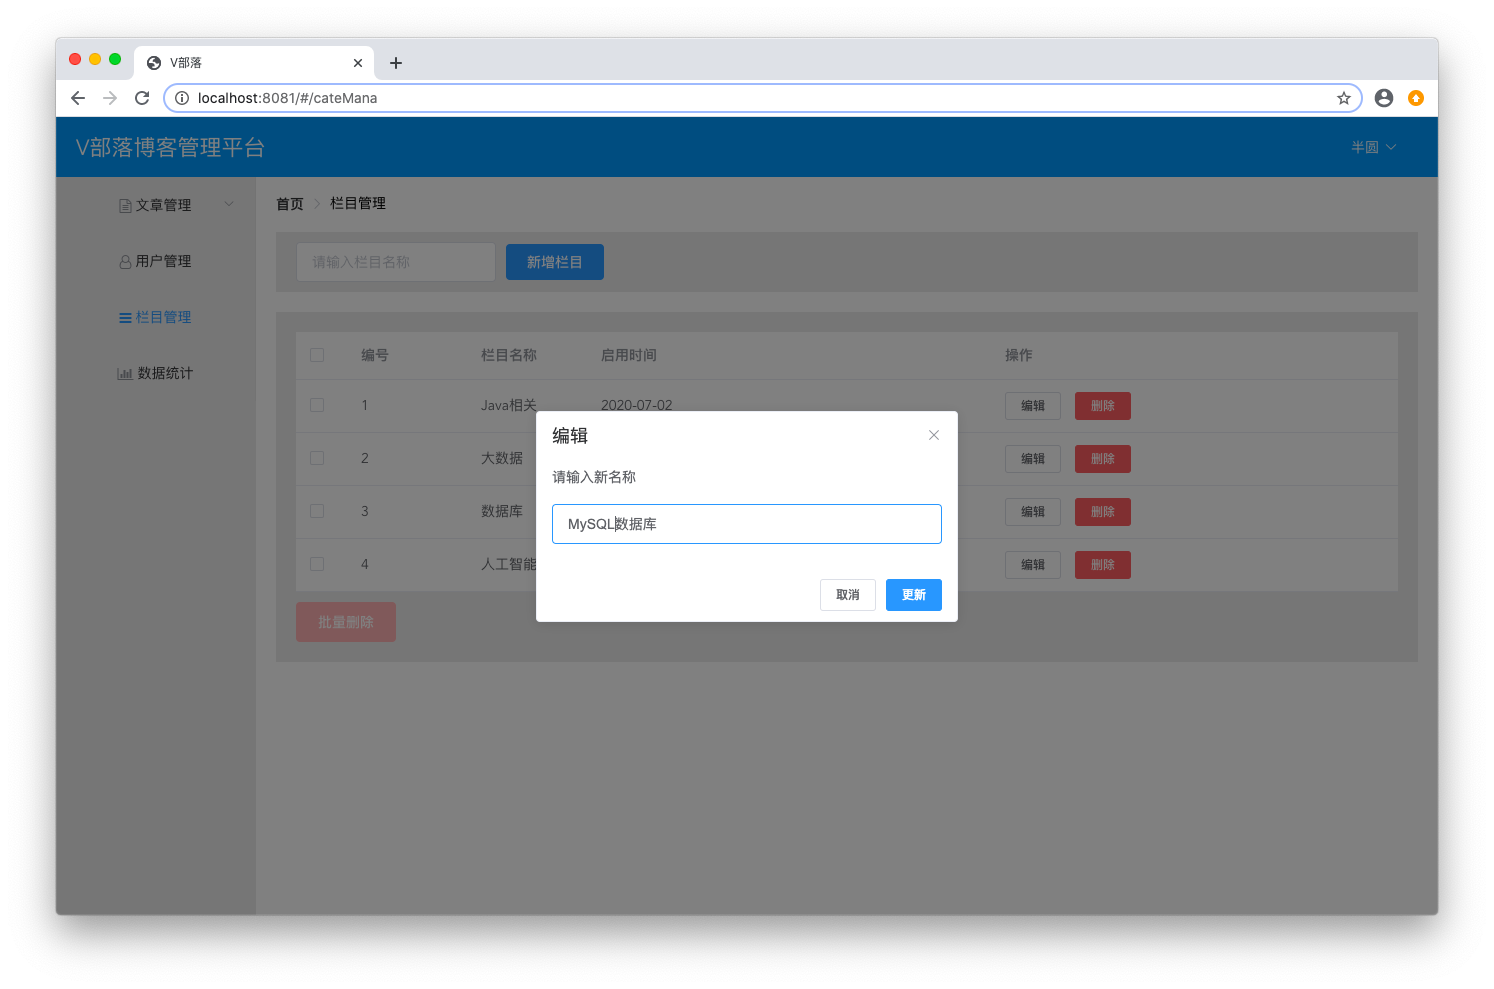 V部落
localhost:8081/#/cateMana
V部落博客管理平台
半圆
文章管理
用户管理
栏目管理
数据统计
首页 栏目管理
请输入栏目名称 新增栏目
编号 栏目名称 启用时间 操作
1 Java相关 2020-07-02 编辑 删除
2 大数据 编辑 删除
3 数据库 编辑 删除
4 人工智能 编辑 删除
批量删除
编辑
请输入新名称
MySQL数据库
取消 更新